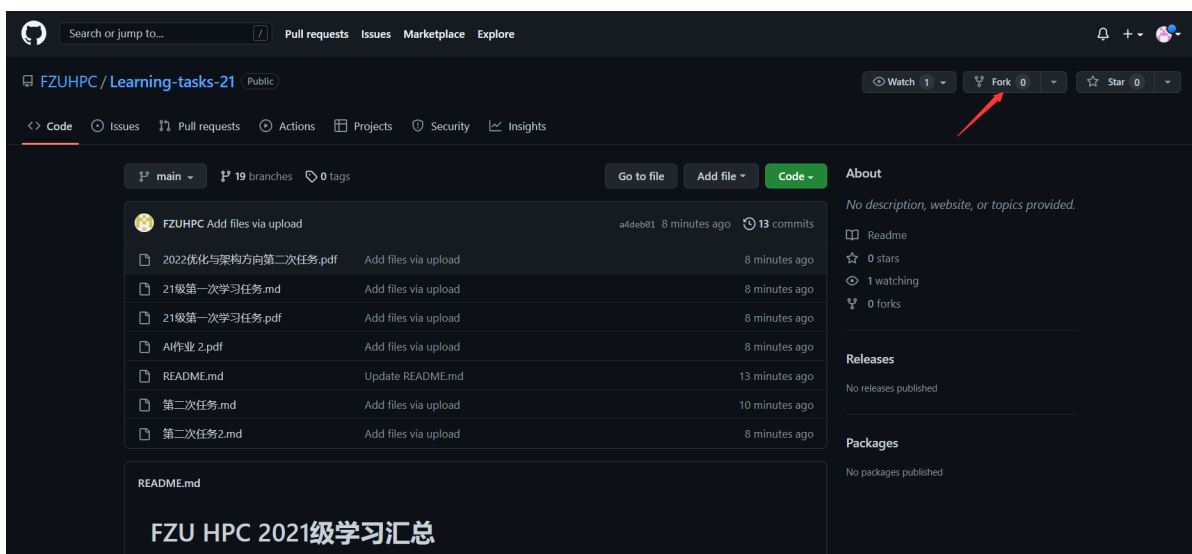 Search or jump to... / Pull requests Issues Marketplace Explore
FZUHPC / Learning-tasks-21 Public Watch 1 Fork 0 Star 0
Code Issues Pull requests Actions Projects Security Insights
main 19 branches 0 tags Go to file Add file Code
FZUHPC Add files via upload a4deb01 8 minutes ago 13 commits
2022优化与架构方向第二次任务.pdf Add files via upload 8 minutes ago
21级第一次学习任务.md Add files via upload 8 minutes ago
21级第一次学习任务.pdf Add files via upload 8 minutes ago
AI作业 2.pdf Add files via upload 8 minutes ago
README.md Update README.md 13 minutes ago
第二次任务.md Add files via upload 10 minutes ago
第二次任务2.md Add files via upload 8 minutes ago
README.md
FZU HPC 2021级学习汇总
About
No description, website, or topics provided.
Readme
0 stars
1 watching
0 forks
Releases
No releases published
Packages
No packages published